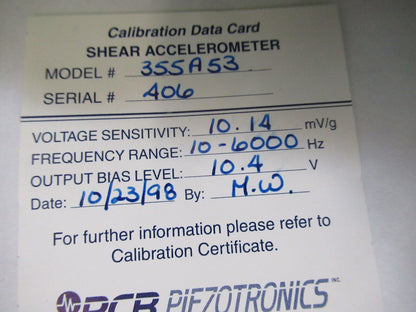 Calibration Data Card
SHEAR ACCELEROMETER
MODEL # 355A53
SERIAL # 406
VOLTAGE SENSITIVITY: 10.14 mV/g
FREQUENCY RANGE: 10-6000 Hz
OUTPUT BIAS LEVEL: 10.4 V
Date: 10/23/98 By: M.W.
For further information please refer to
Calibration Certificate.
PCB PIEZOTRONICS INC.